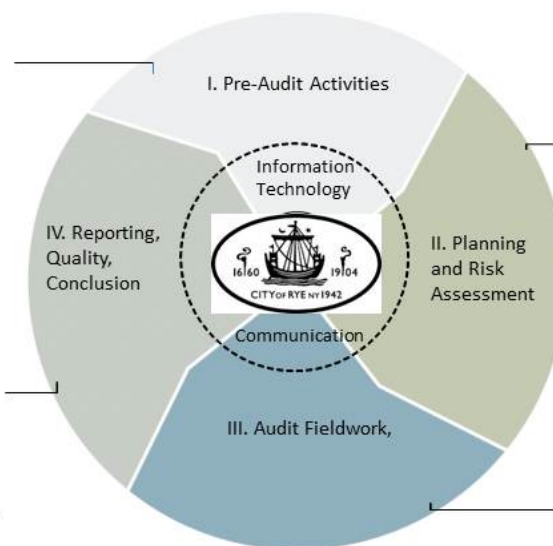 I. Pre-Audit Activities
Information
Technology
IV. Reporting,
Quality,
Conclusion
1660
1904
CITY OF RYE NY 1942
II. Planning
and Risk
Assessment
Communication
III. Audit Fieldwork,